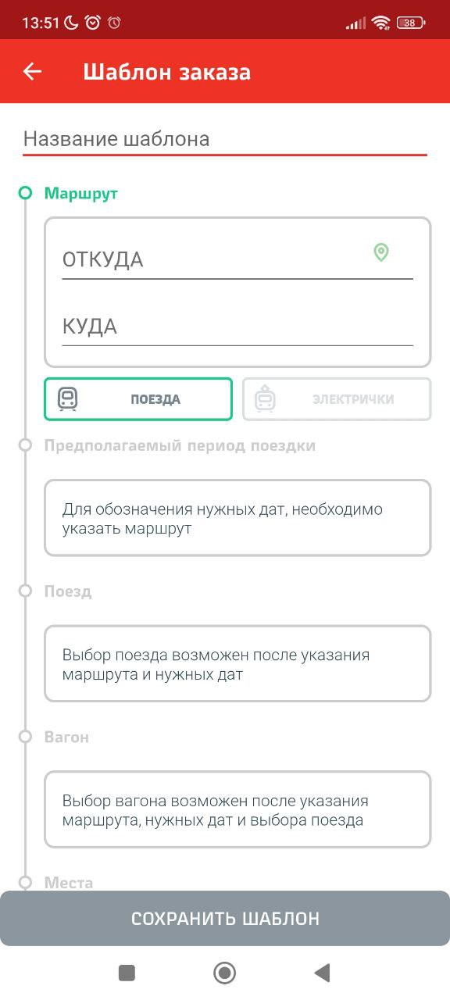 13:51
38
Шаблон заказа
Название шаблона
Маршрут
ОТКУДА
КУДА
ПОЕЗДА
ЭЛЕКТРИЧКИ
Предполагаемый период поездки
Для обозначения нужных дат, необходимо
указать маршрут
Поезд
Выбор поезда возможен после указания
маршрута и нужных дат
Вагон
Выбор вагона возможен после указания
маршрута, нужных дат и выбора поезда
Места
СОХРАНИТЬ ШАБЛОН